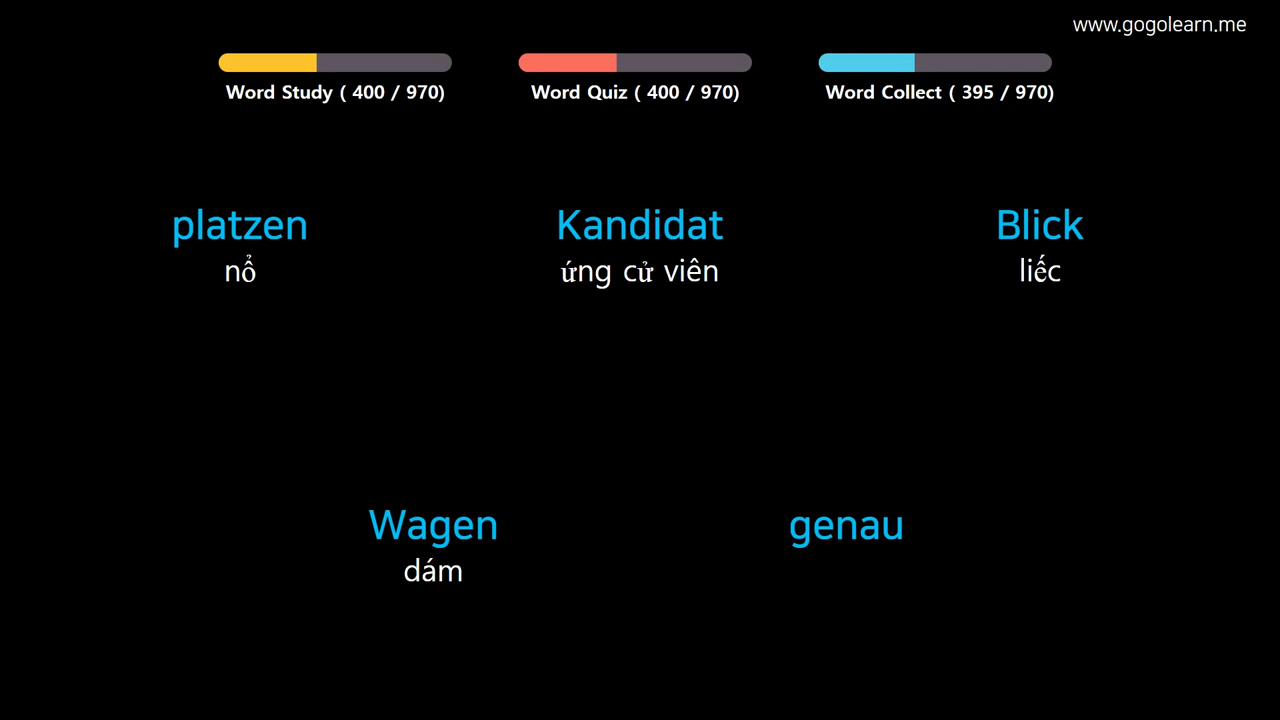 www.gogolearn.me
Word Study ( 400 / 970)
Word Quiz ( 400 / 970)
Word Collect ( 395 / 970)
platzen
nổ
Kandidat
ứng cử viên
Blick
liếc
Wagen
dám
genau